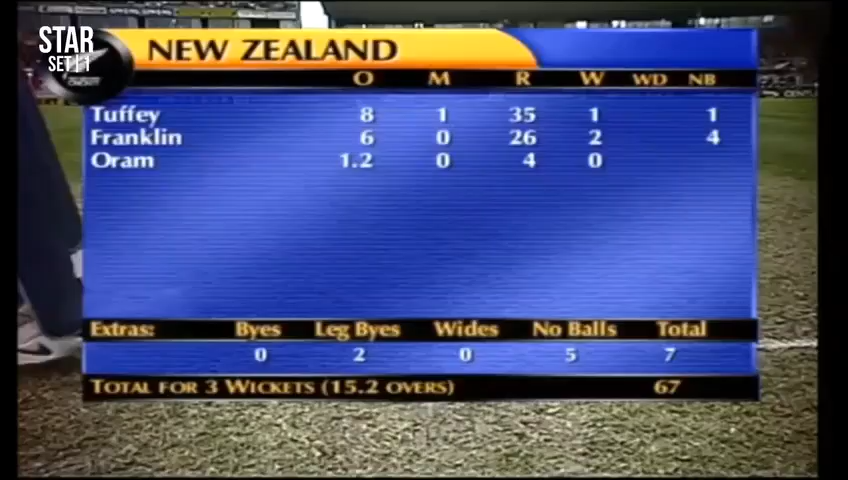 STAR
SET|1
NEW ZEALAND
O M R W WD NB
Tuffey 8 1 35 1 1
Franklin 6 0 26 2 4
Oram 1.2 0 4 0
Extras: Byes Leg Byes Wides No Balls Total
0 2 0 5 7
TOTAL FOR 3 WICKETS (15.2 OVERS) 67